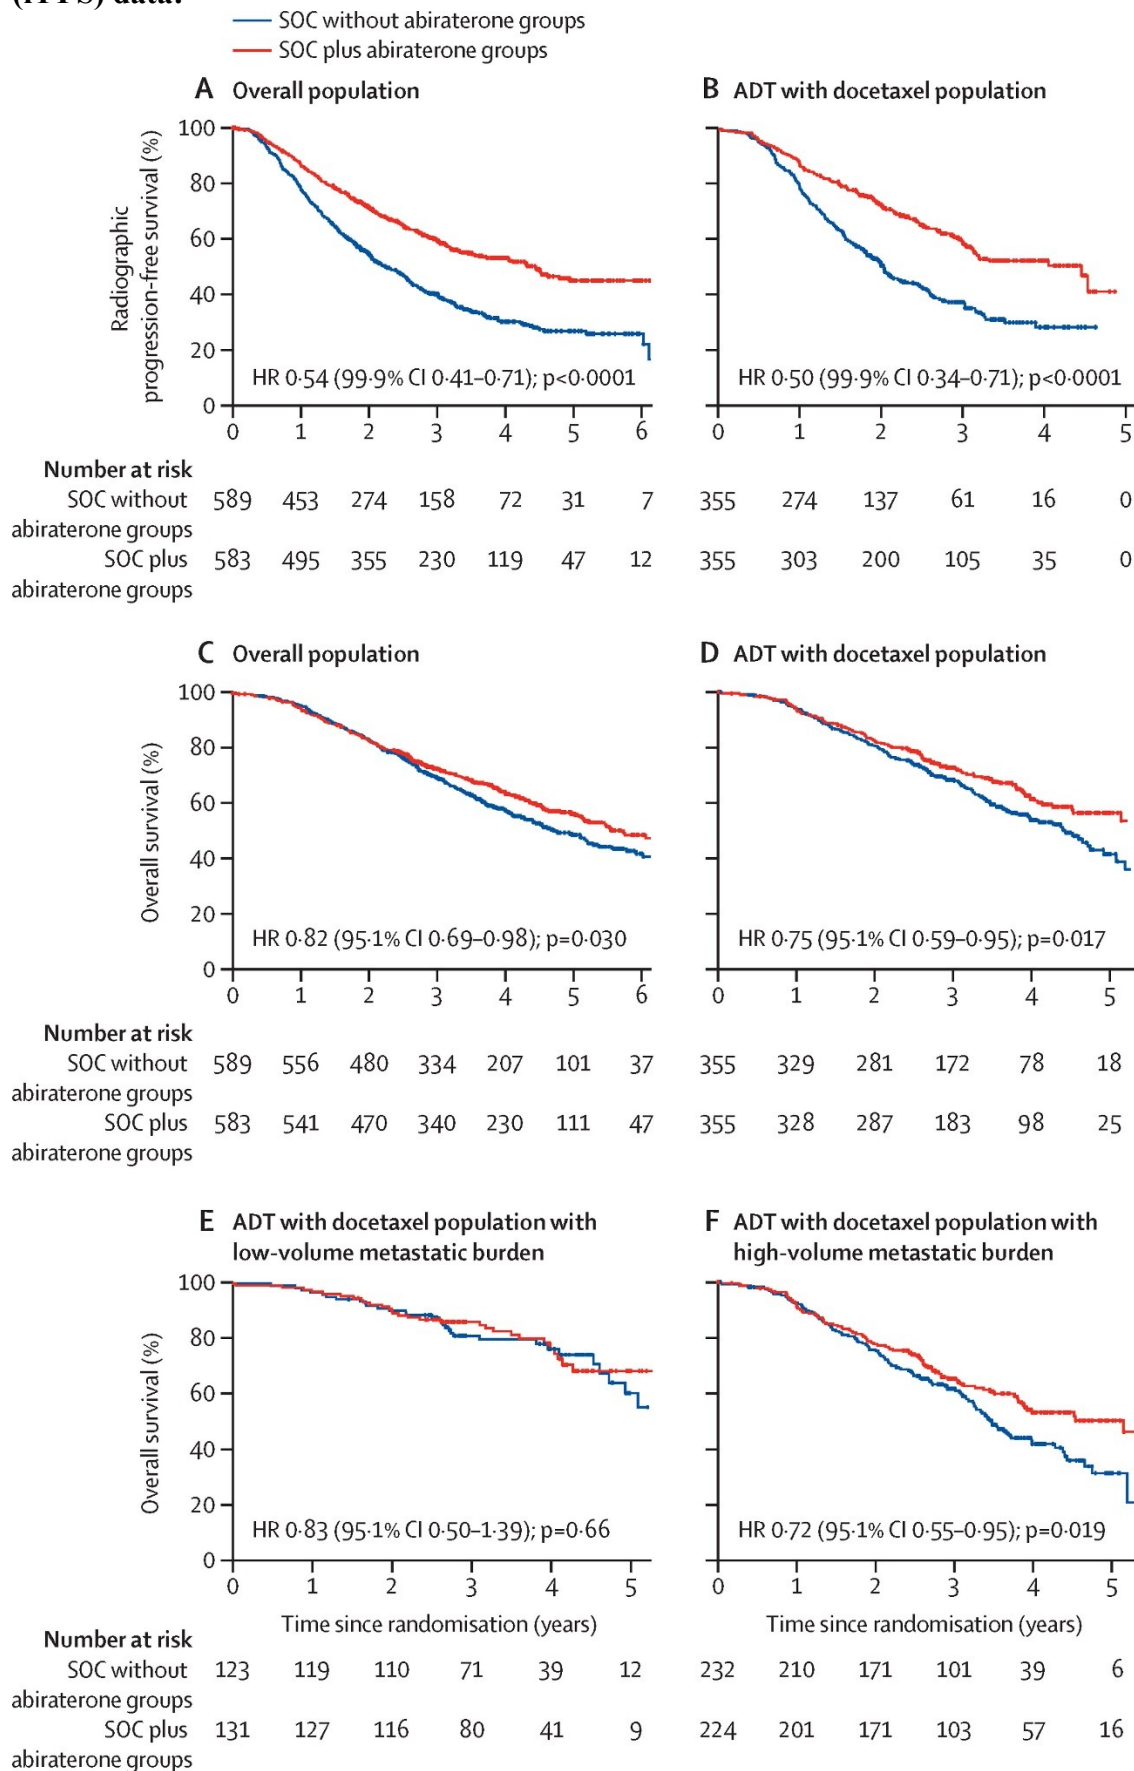 (rPFS) data.
SOC without abiraterone groups
SOC plus abiraterone groups
A Overall population
B ADT with docetaxel population
Radiographic
progression-free survival (%)
100
80
60
40
20
0
HR 0·54 (99·9% CI 0·41–0·71); p<0·0001
HR 0·50 (99·9% CI 0·34–0·71); p<0·0001
0 1 2 3 4 5 6
0 1 2 3 4 5
Number at risk
SOC without abiraterone groups 589 453 274 158 72 31 7 355 274 137 61 16 0
SOC plus abiraterone groups 583 495 355 230 119 47 12 355 303 200 105 35 0
C Overall population
D ADT with docetaxel population
Overall survival (%)
100
80
60
40
20
0
HR 0·82 (95·1% CI 0·69–0·98); p=0·030
HR 0·75 (95·1% CI 0·59–0·95); p=0·017
0 1 2 3 4 5 6
0 1 2 3 4 5
Number at risk
SOC without abiraterone groups 589 556 480 334 207 101 37 355 329 281 172 78 18
SOC plus abiraterone groups 583 541 470 340 230 111 47 355 328 287 183 98 25
E ADT with docetaxel population with
low-volume metastatic burden
F ADT with docetaxel population with
high-volume metastatic burden
Overall survival (%)
100
80
60
40
20
0
HR 0·83 (95·1% CI 0·50–1·39); p=0·66
HR 0·72 (95·1% CI 0·55–0·95); p=0·019
0 1 2 3 4 5
0 1 2 3 4 5
Time since randomisation (years)
Time since randomisation (years)
Number at risk
SOC without abiraterone groups 123 119 110 71 39 12 232 210 171 101 39 6
SOC plus abiraterone groups 131 127 116 80 41 9 224 201 171 103 57 16